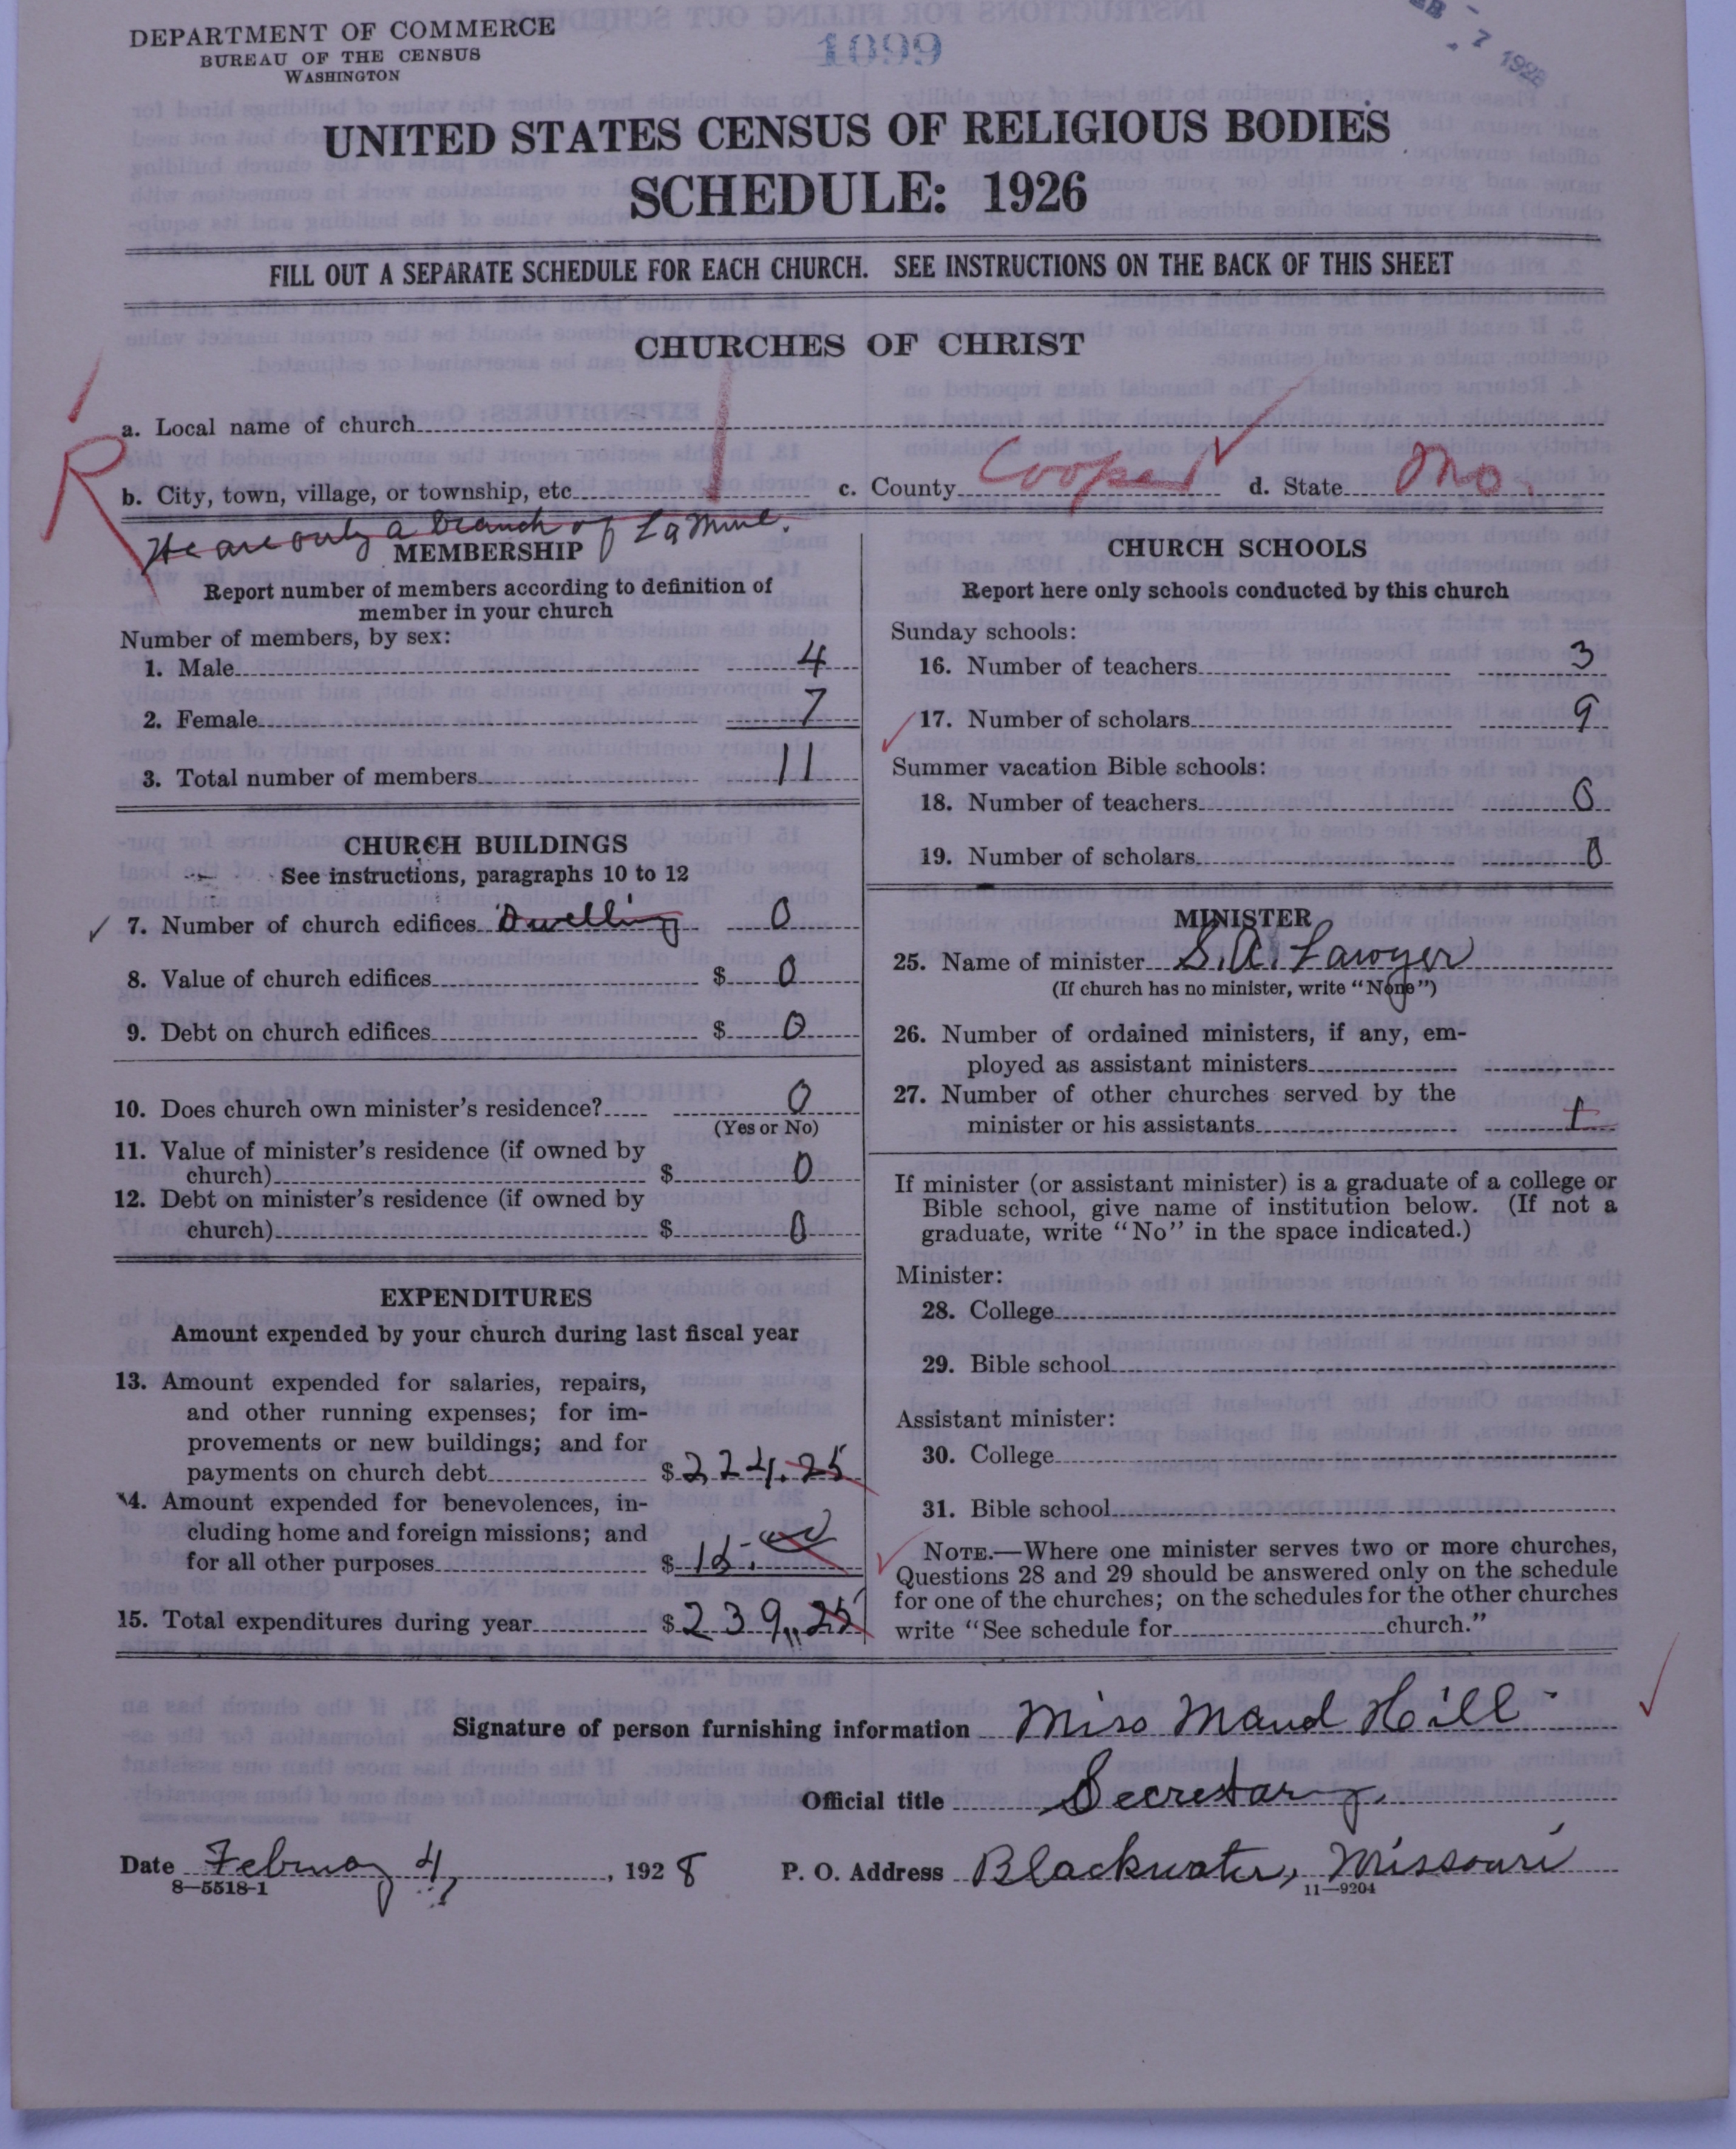 DEPARTMENT OF COMMERCE
BUREAU OF THE CENSUS
WASHINGTON
1099
7 1928
UNITED STATES CENSUS OF RELIGIOUS BODIES
SCHEDULE: 1926
FILL OUT A SEPARATE SCHEDULE FOR EACH CHURCH. SEE INSTRUCTIONS ON THE BACK OF THIS SHEET
CHURCHES OF CHRIST
R
a. Local name of church
b. City, town, village, or township, etc. c. County Cooper d. State Mo.
We are only a branch of La Mine.
MEMBERSHIP
Report number of members according to definition of
member in your church
Number of members, by sex:
1. Male 4
2. Female 7
3. Total number of members 11
CHURCH BUILDINGS
See instructions, paragraphs 10 to 12
7. Number of church edifices Dwelling 0
8. Value of church edifices $ 0
9. Debt on church edifices $ 0
10. Does church own minister's residence? 0
(Yes or No)
11. Value of minister's residence (if owned by
church) $ 0
12. Debt on minister's residence (if owned by
church) $ 0
EXPENDITURES
Amount expended by your church during last fiscal year
13. Amount expended for salaries, repairs,
and other running expenses; for im-
provements or new buildings; and for
payments on church debt $ 224.25
14. Amount expended for benevolences, in-
cluding home and foreign missions; and
for all other purposes $ 15.00
15. Total expenditures during year $ 239.25
CHURCH SCHOOLS
Report here only schools conducted by this church
Sunday schools:
16. Number of teachers 3
17. Number of scholars 9
Summer vacation Bible schools:
18. Number of teachers 0
19. Number of scholars 0
MINISTER
25. Name of minister S.A. Lawyer
(If church has no minister, write "None")
26. Number of ordained ministers, if any, em-
ployed as assistant ministers
27. Number of other churches served by the
minister or his assistants 1
If minister (or assistant minister) is a graduate of a college or
Bible school, give name of institution below. (If not a
graduate, write "No" in the space indicated.)
Minister:
28. College
29. Bible school
Assistant minister:
30. College
31. Bible school
NOTE.—Where one minister serves two or more churches,
Questions 28 and 29 should be answered only on the schedule
for one of the churches; on the schedules for the other churches
write "See schedule for church."
Signature of person furnishing information Miss Maud Hill
Official title Secretary.
Date February 4, 1928 P. O. Address Blackwater, Missouri
8—5518-1 11—9204